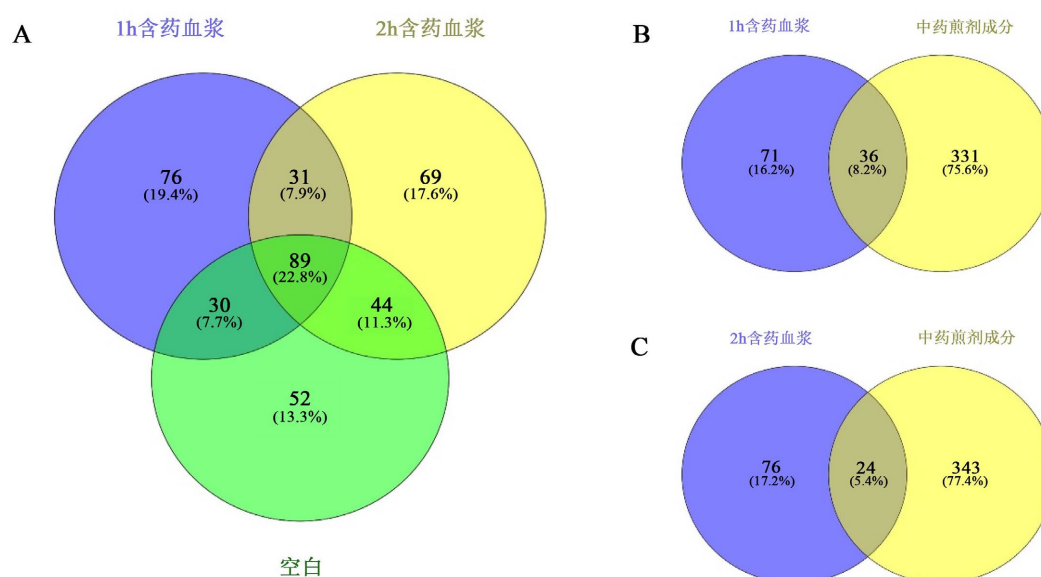 A
1h含药血浆
2h含药血浆
76
(19.4%)
31
(7.9%)
69
(17.6%)
89
(22.8%)
30
(7.7%)
44
(11.3%)
52
(13.3%)
空白
B
1h含药血浆
中药煎剂成分
71
(16.2%)
36
(8.2%)
331
(75.6%)
C
2h含药血浆
中药煎剂成分
76
(17.2%)
24
(5.4%)
343
(77.4%)